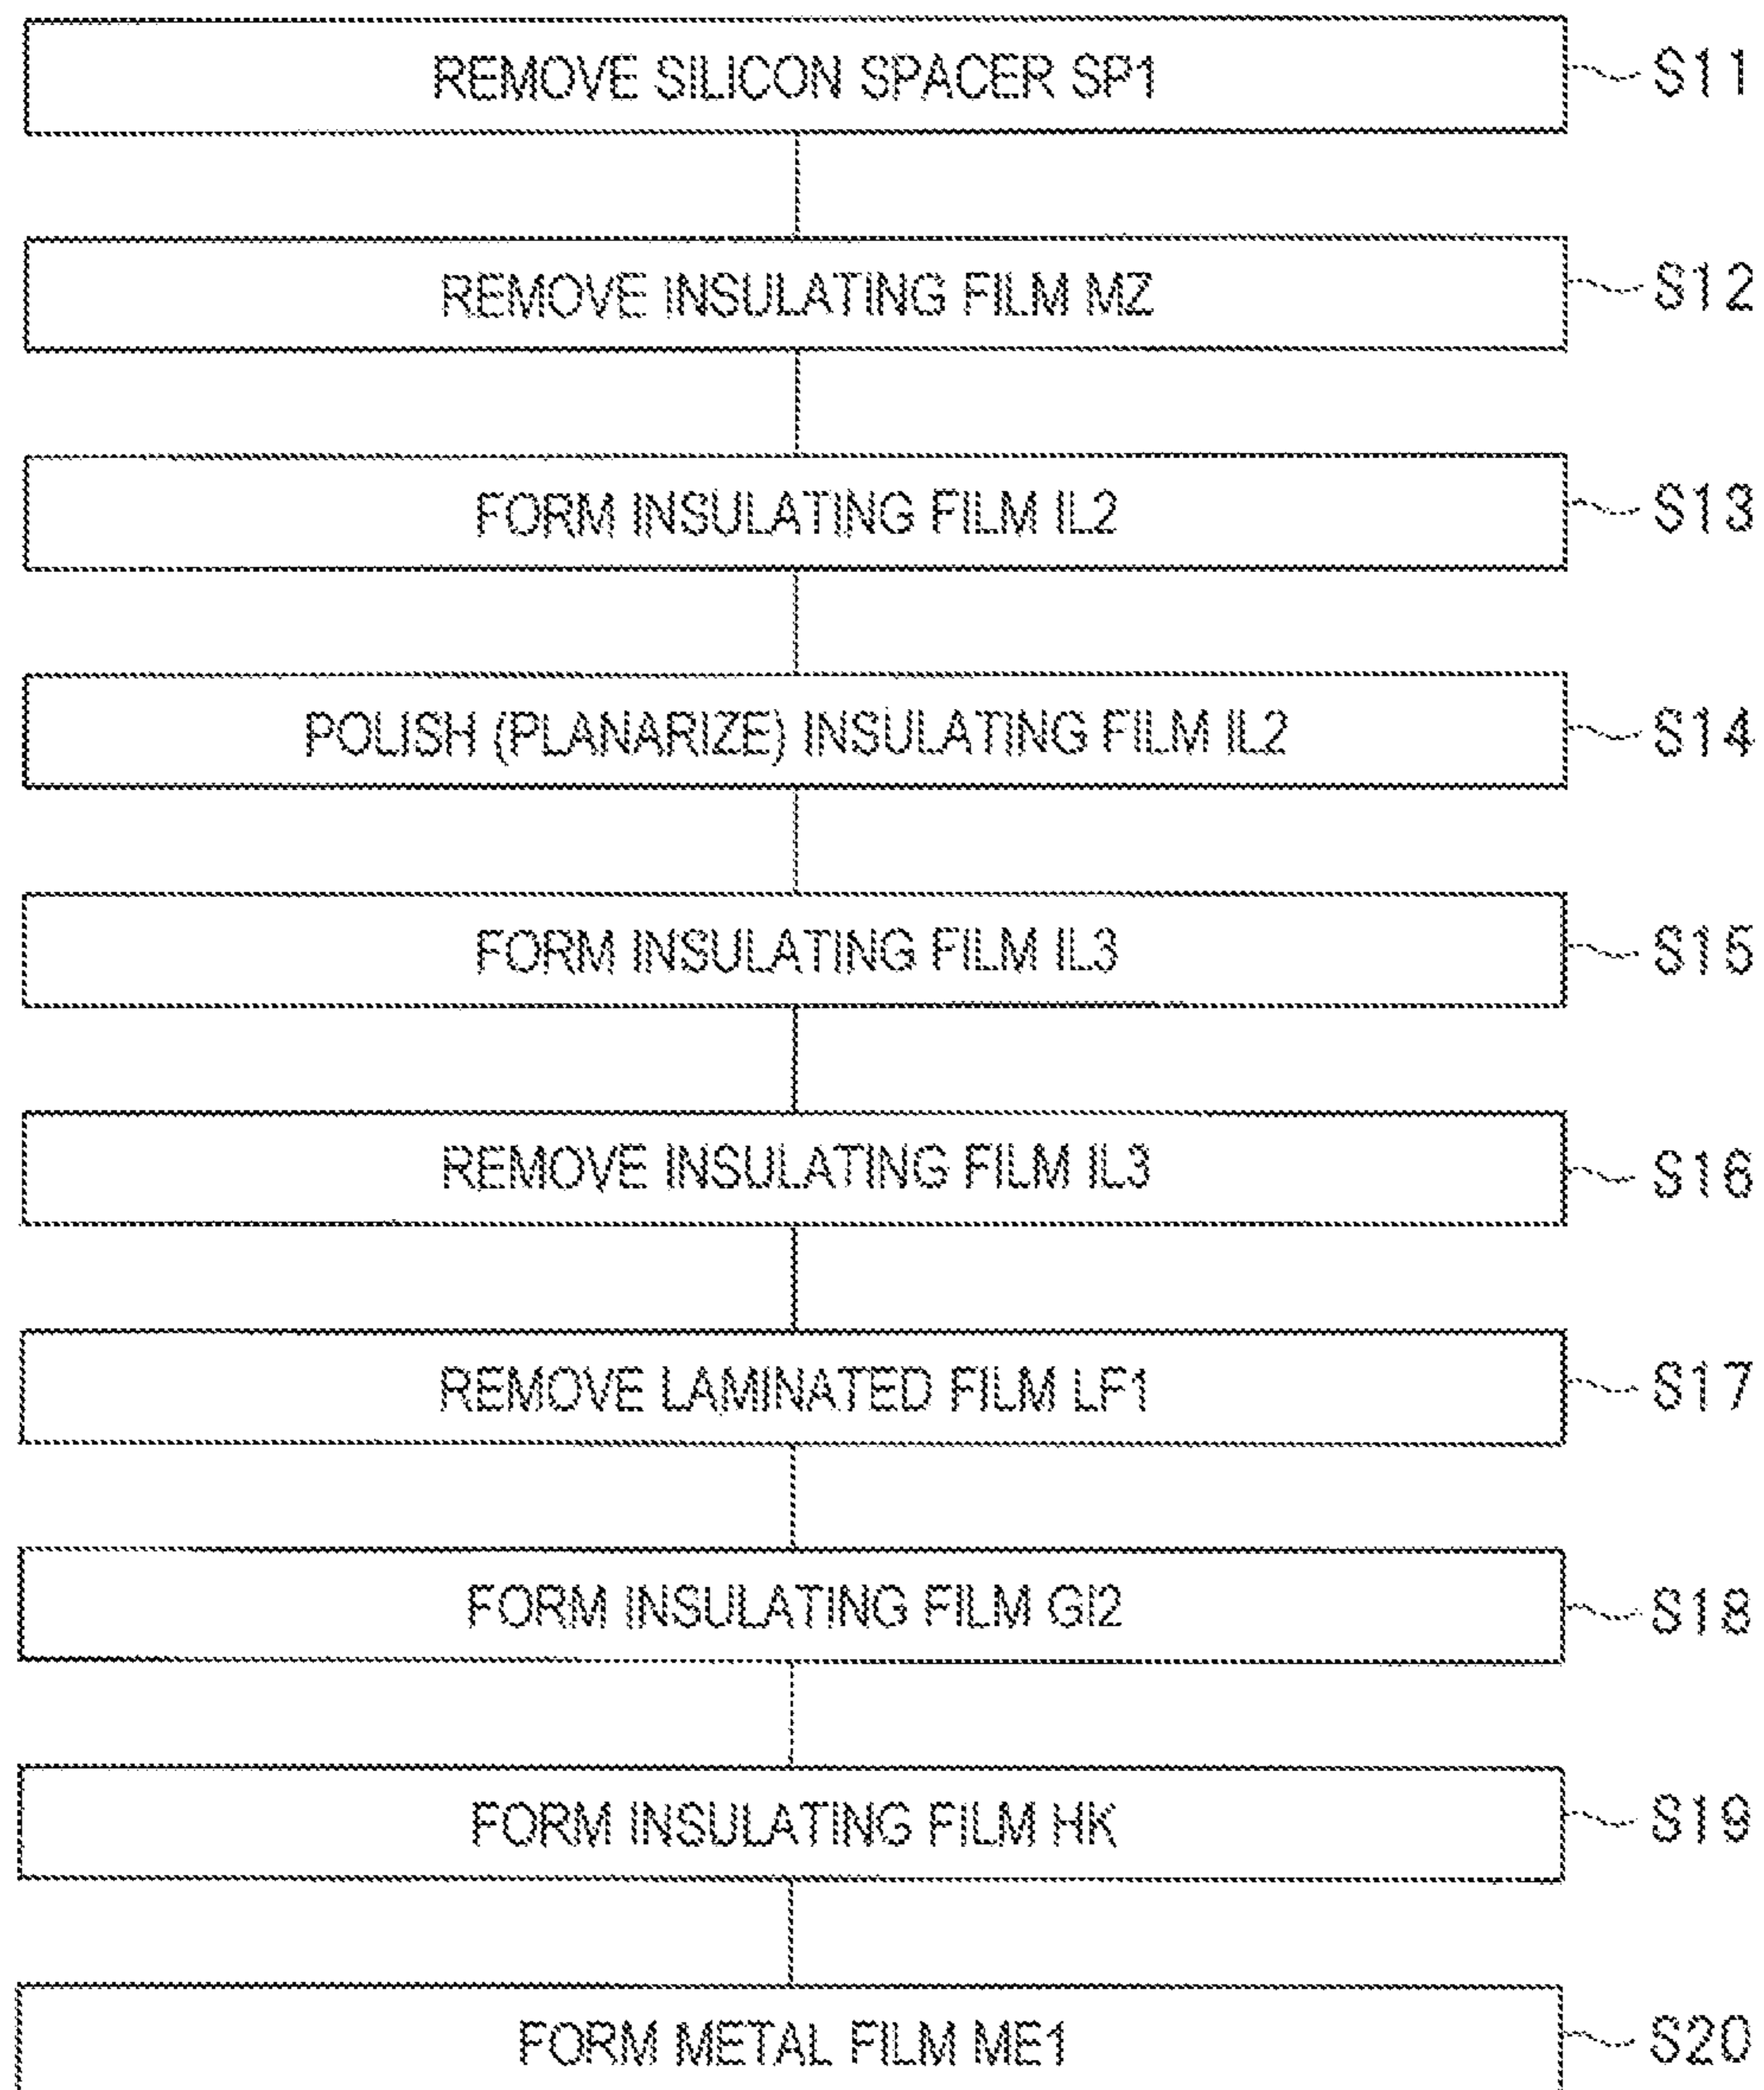 REMOVE SILICON SPACER SP1 S11
REMOVE INSULATING FILM MZ S12
FORM INSULATING FILM IL2 S13
POLISH (PLANARIZE) INSULATING FILM IL2 S14
FORM INSULATING FILM IL3 S15
REMOVE INSULATING FILM IL3 S16
REMOVE LAMINATED FILM LF1 S17
FORM INSULATING FILM GI2 S18
FORM INSULATING FILM HK S19
FORM METAL FILM ME1 S20